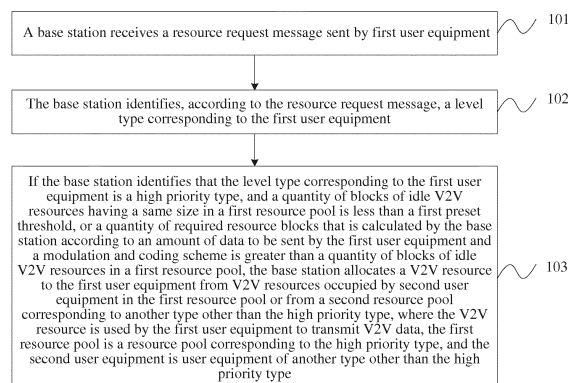 A base station receives a resource request message sent by first user equipment
101
The base station identifies, according to the resource request message, a level
type corresponding to the first user equipment
102
If the base station identifies that the level type corresponding to the first user
equipment is a high priority type, and a quantity of blocks of idle V2V
resources having a same size in a first resource pool is less than a first preset
threshold, or a quantity of required resource blocks that is calculated by the base
station according to an amount of data to be sent by the first user equipment and
a modulation and coding scheme is greater than a quantity of blocks of idle
V2V resources in a first resource pool, the base station allocates a V2V resource
to the first user equipment from V2V resources occupied by second user
equipment in the first resource pool or from a second resource pool
corresponding to another type other than the high priority type, where the V2V
resource is used by the first user equipment to transmit V2V data, the first
resource pool is a resource pool corresponding to the high priority type, and the
second user equipment is user equipment of another type other than the high
priority type
103